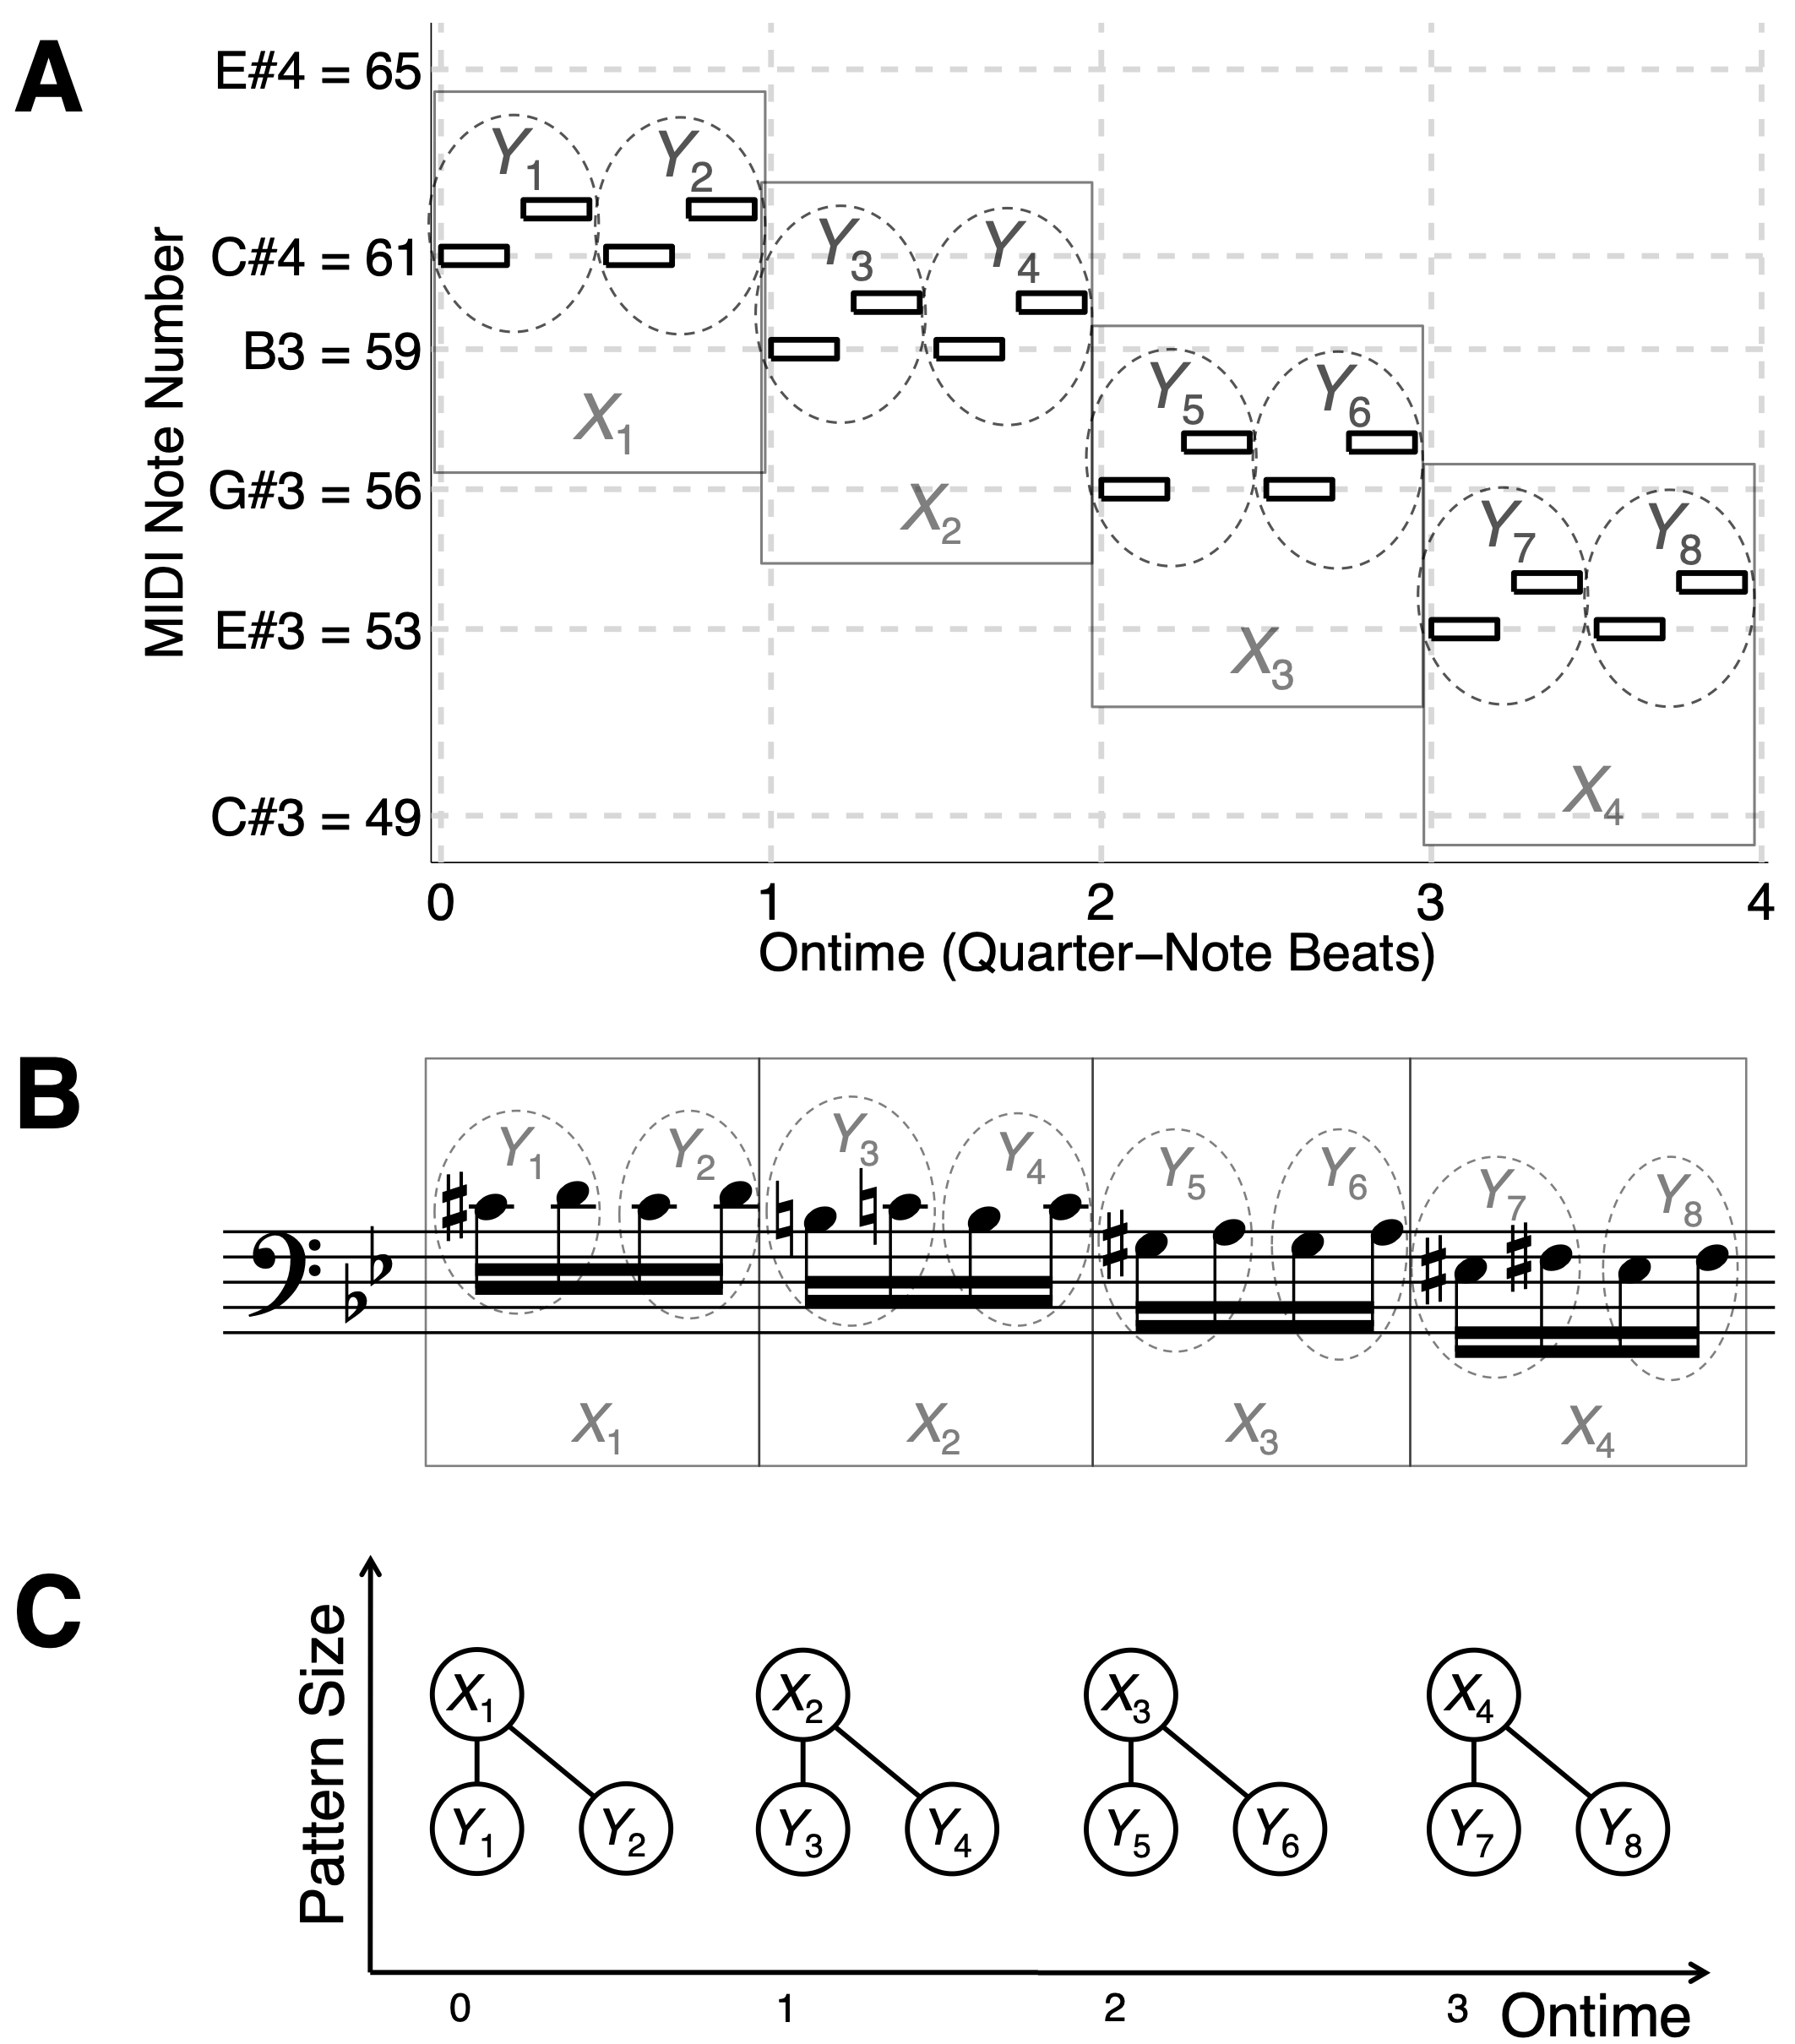 A
E#4 = 65
C#4 = 61
B3 = 59
G#3 = 56
E#3 = 53
C#3 = 49
MIDI Note Number
Y1 Y2
Y3 Y4
X1
Y5 Y6
X2
Y7 Y8
X3
X4
0 1 2 3 4
Ontime (Quarter–Note Beats)
B
Y1 Y2 Y3 Y4 Y5 Y6 Y7 Y8
X1 X2 X3 X4
C
Pattern Size
X1 X2 X3 X4
Y1 Y2 Y3 Y4 Y5 Y6 Y7 Y8
0 1 2 3 Ontime